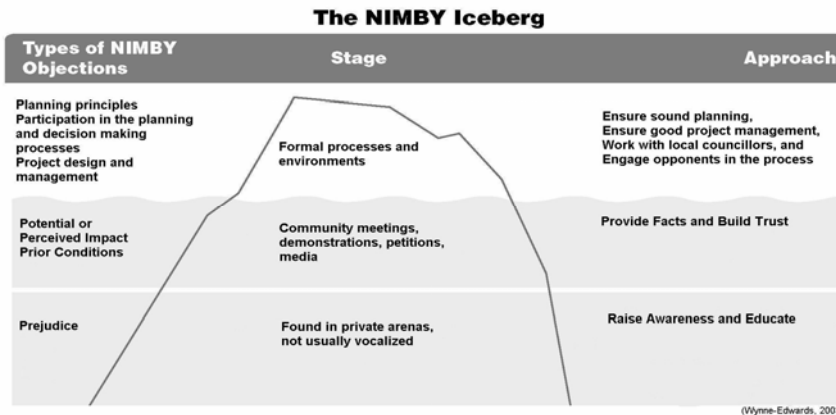 The NIMBY Iceberg
Types of NIMBY
Objections
Stage
Approach
Planning principles
Participation in the planning
and decision making
processes
Project design and
management
Formal processes and
environments
Ensure sound planning,
Ensure good project management,
Work with local councillors, and
Engage opponents in the process
Potential or
Perceived Impact
Prior Conditions
Community meetings,
demonstrations, petitions,
media
Provide Facts and Build Trust
Prejudice
Found in private arenas,
not usually vocalized
Raise Awareness and Educate
(Wynne-Edwards, 200